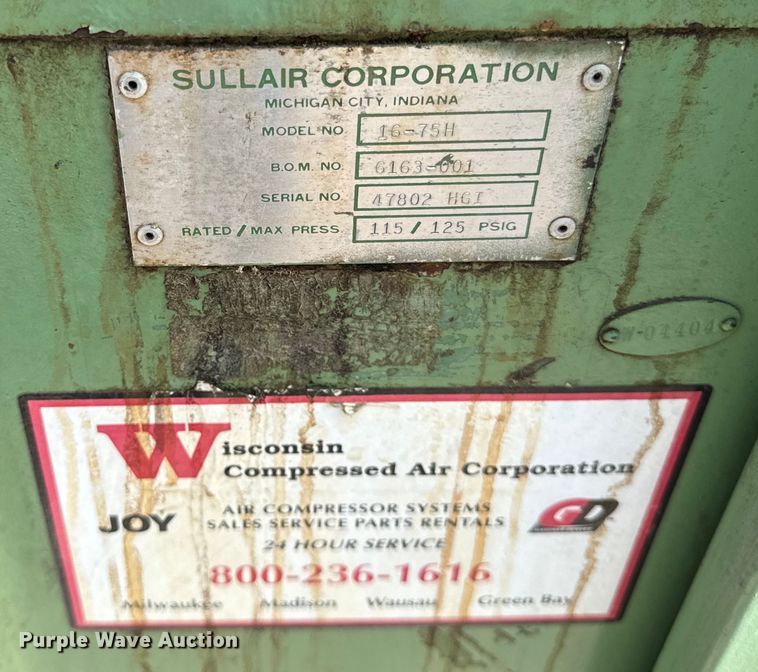 SULLAIR CORPORATION
MICHIGAN CITY, INDIANA
MODEL NO. 16-75H
B.O.M. NO. 6163-001
SERIAL NO. 47802 HGI
RATED / MAX PRESS. 115 / 125 PSIG
Wisconsin
Compressed Air Corporation
JOY
AIR COMPRESSOR SYSTEMS
SALES SERVICE PARTS RENTALS
24 HOUR SERVICE
GD
800-236-1616
Milwaukee Madison Wausau Green Bay
Purple Wave Auction